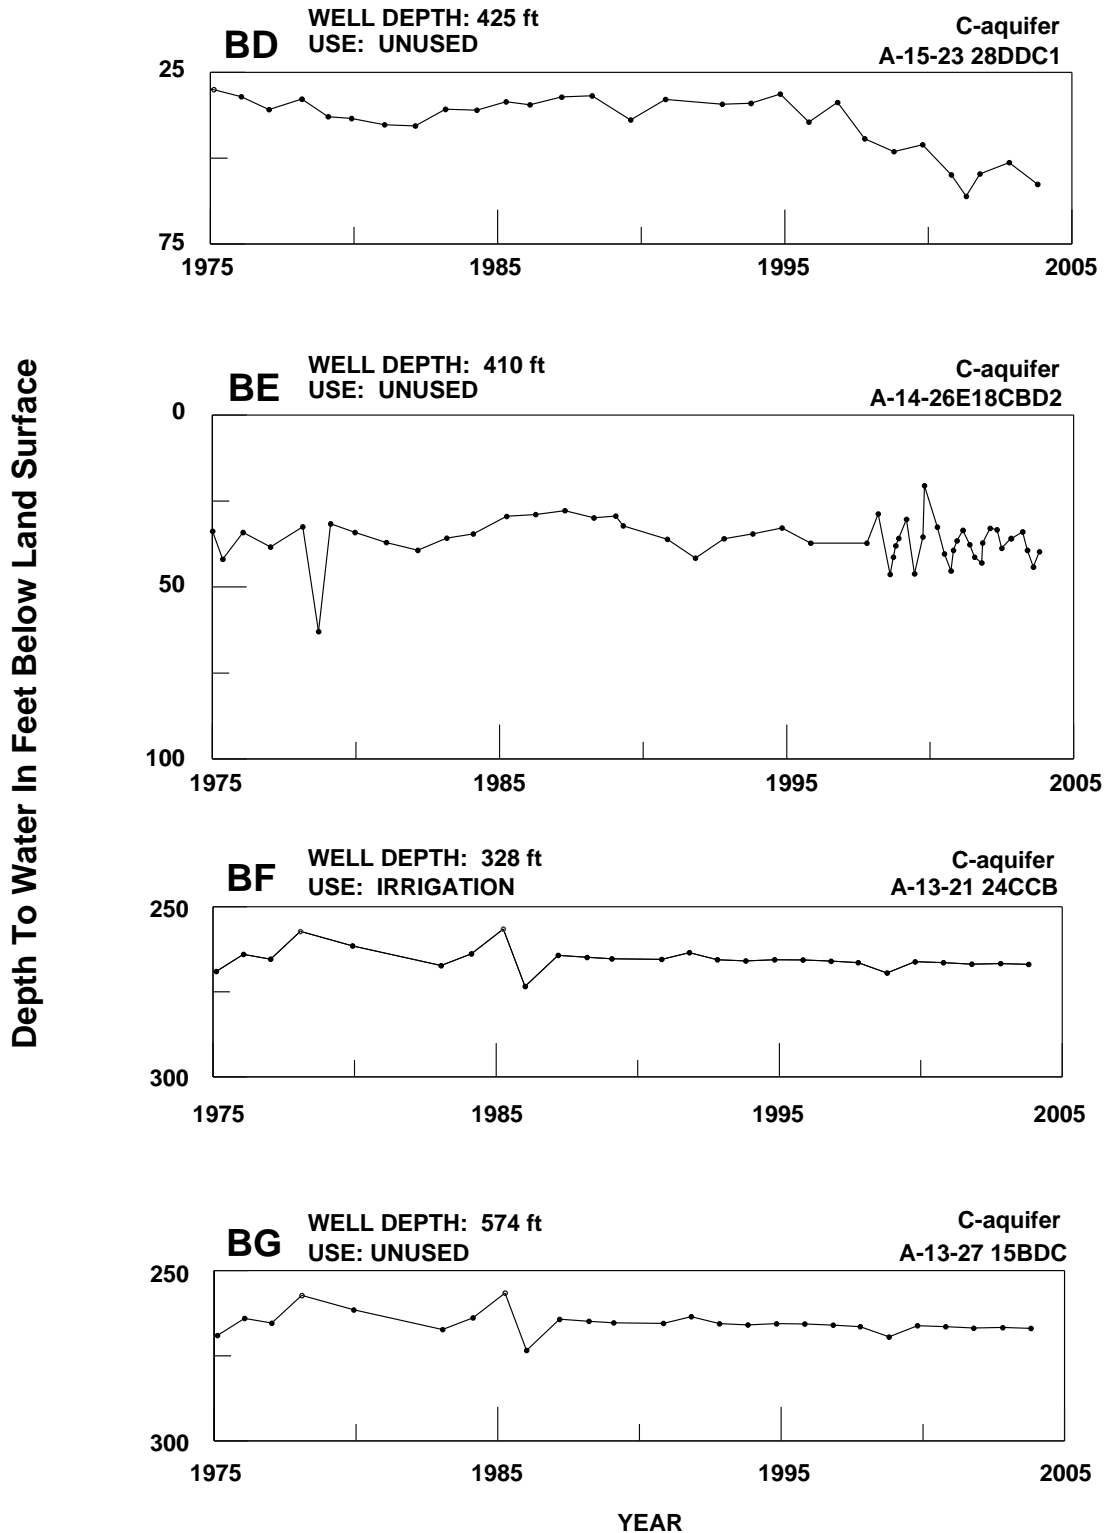 Depth To Water In Feet Below Land Surface
BD
WELL DEPTH: 425 ft
USE: UNUSED
C-aquifer
A-15-23 28DDC1
25
75
1975 1985 1995 2005
BE
WELL DEPTH: 410 ft
USE: UNUSED
C-aquifer
A-14-26E18CBD2
0
50
100
1975 1985 1995 2005
BF
WELL DEPTH: 328 ft
USE: IRRIGATION
C-aquifer
A-13-21 24CCB
250
300
1975 1985 1995 2005
BG
WELL DEPTH: 574 ft
USE: UNUSED
C-aquifer
A-13-27 15BDC
250
300
1975 1985 1995 2005
YEAR